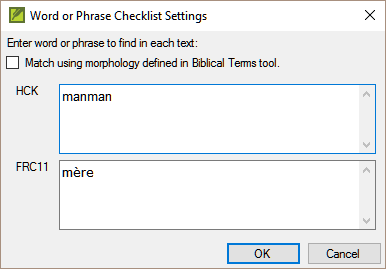 Word or Phrase Checklist Settings
Enter word or phrase to find in each text:
Match using morphology defined in Biblical Terms tool.
HCK
manman
FRC11
mère
OK Cancel